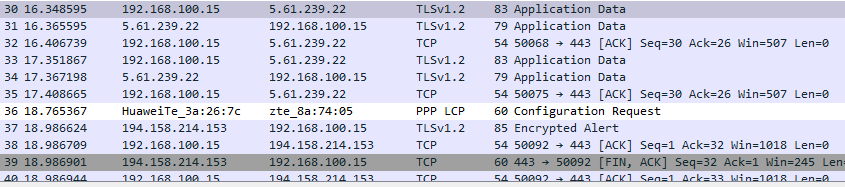 30 16.348595 192.168.100.15 5.61.239.22 TLSv1.2 83 Application Data
31 16.365595 5.61.239.22 192.168.100.15 TLSv1.2 79 Application Data
32 16.406739 192.168.100.15 5.61.239.22 TCP 54 50068 → 443 [ACK] Seq=30 Ack=26 Win=507 Len=0
33 17.351867 192.168.100.15 5.61.239.22 TLSv1.2 83 Application Data
34 17.367198 5.61.239.22 192.168.100.15 TLSv1.2 79 Application Data
35 17.408665 192.168.100.15 5.61.239.22 TCP 54 50075 → 443 [ACK] Seq=30 Ack=26 Win=507 Len=0
36 18.765367 HuaweiTe_3a:26:7c zte_8a:74:05 PPP LCP 60 Configuration Request
37 18.986624 194.158.214.153 192.168.100.15 TLSv1.2 85 Encrypted Alert
38 18.986709 192.168.100.15 194.158.214.153 TCP 54 50092 → 443 [ACK] Seq=1 Ack=32 Win=1018 Len=0
39 18.986901 194.158.214.153 192.168.100.15 TCP 60 443 → 50092 [FIN, ACK] Seq=32 Ack=1 Win=245 Len=
40 18.986944 192.168.100.15 194.158.214.153 TCP 54 50092 → 443 [ACK] Seq=1 Ack=33 Win=1018 Len=0